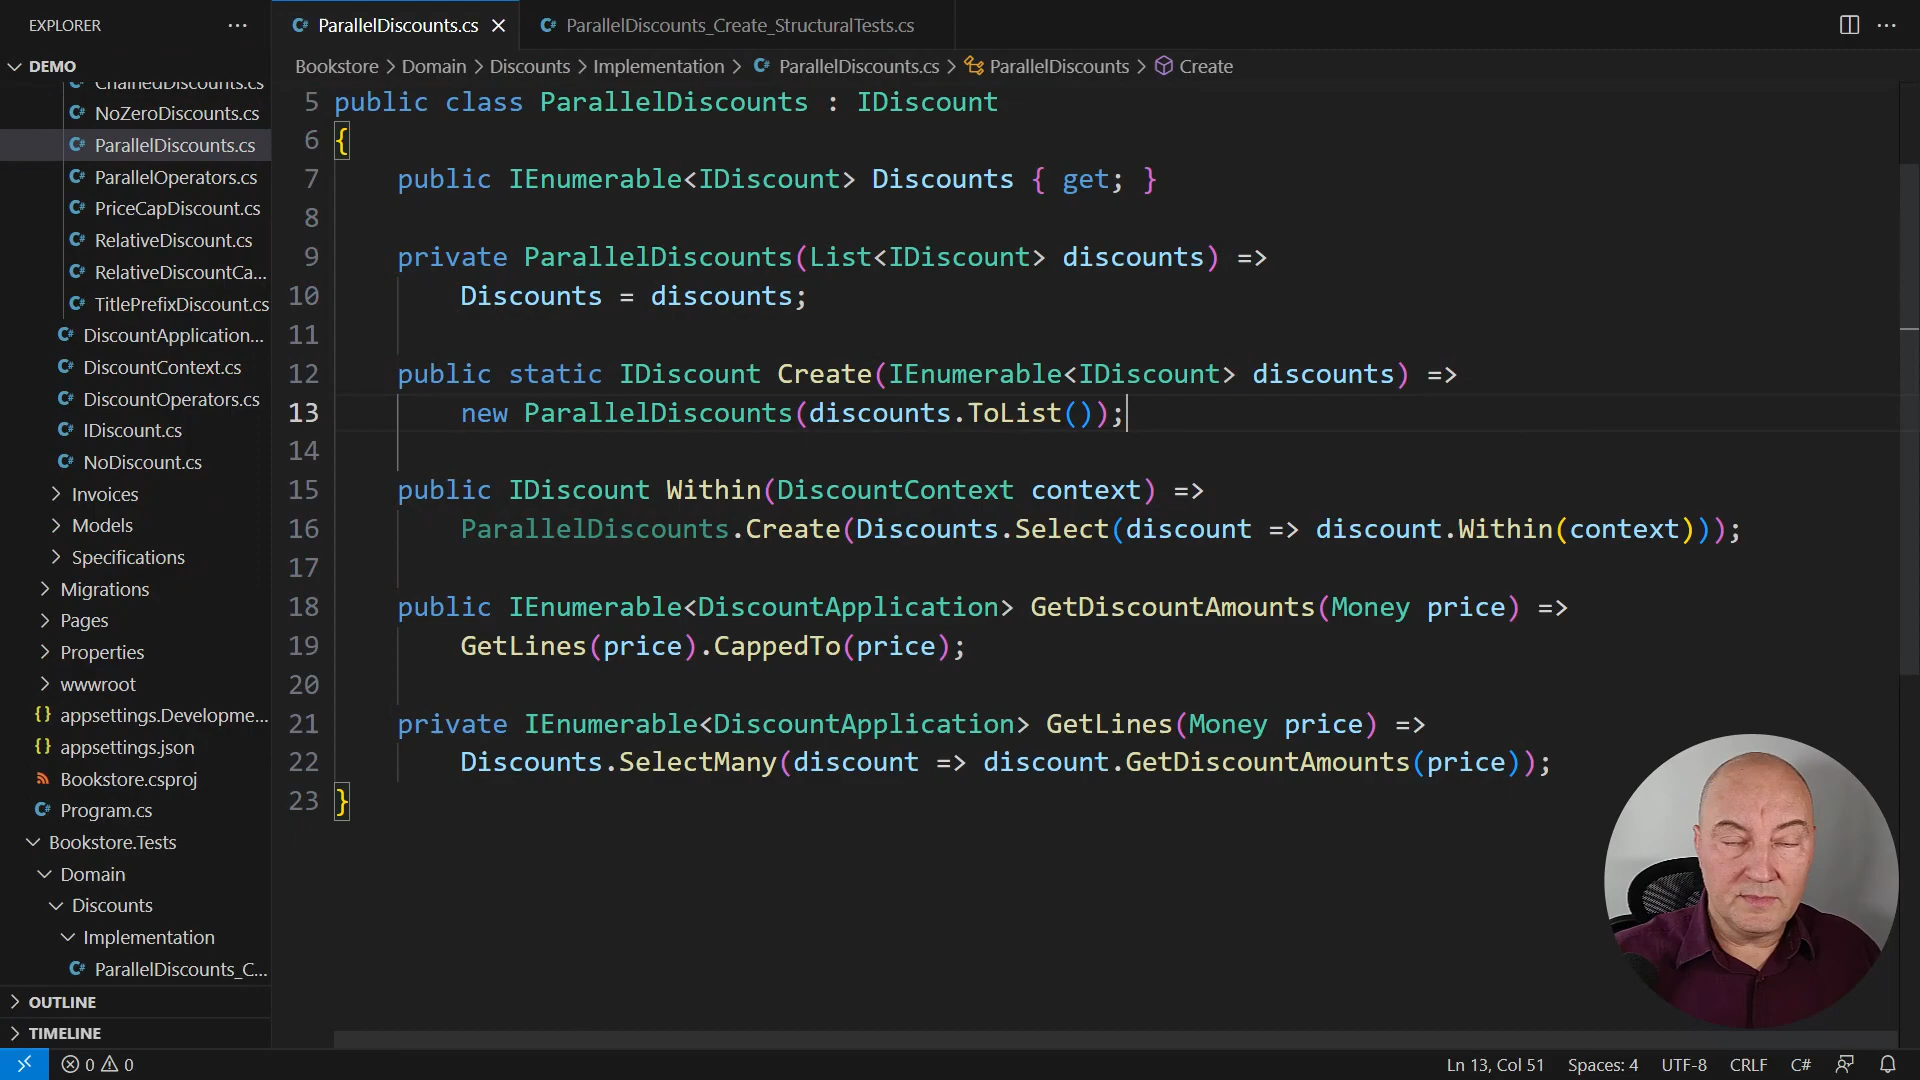 EXPLORER
DEMO
ChainedDiscounts.cs
NoZeroDiscounts.cs
ParallelDiscounts.cs
ParallelOperators.cs
PriceCapDiscount.cs
RelativeDiscount.cs
RelativeDiscountCa...
TitlePrefixDiscount.cs
DiscountApplication...
DiscountContext.cs
DiscountOperators.cs
IDiscount.cs
NoDiscount.cs
Invoices
Models
Specifications
Migrations
Pages
Properties
wwwroot
appsettings.Developme...
appsettings.json
Bookstore.csproj
Program.cs
Bookstore.Tests
Domain
Discounts
Implementation
ParallelDiscounts_C...
OUTLINE
TIMELINE
ParallelDiscounts.cs
ParallelDiscounts_Create_StructuralTests.cs
Bookstore > Domain > Discounts > Implementation > ParallelDiscounts.cs > ParallelDiscounts > Create
5 public class ParallelDiscounts : IDiscount
6 {
7 public IEnumerable<IDiscount> Discounts { get; }
8
9 private ParallelDiscounts(List<IDiscount> discounts) =>
10 Discounts = discounts;
11
12 public static IDiscount Create(IEnumerable<IDiscount> discounts) =>
13 new ParallelDiscounts(discounts.ToList());
14
15 public IDiscount Within(DiscountContext context) =>
16 ParallelDiscounts.Create(Discounts.Select(discount => discount.Within(context)));
17
18 public IEnumerable<DiscountApplication> GetDiscountAmounts(Money price) =>
19 GetLines(price).CappedTo(price);
20
21 private IEnumerable<DiscountApplication> GetLines(Money price) =>
22 Discounts.SelectMany(discount => discount.GetDiscountAmounts(price));
23 }
0 0
Ln 13, Col 51
Spaces: 4
UTF-8
CRLF
C#